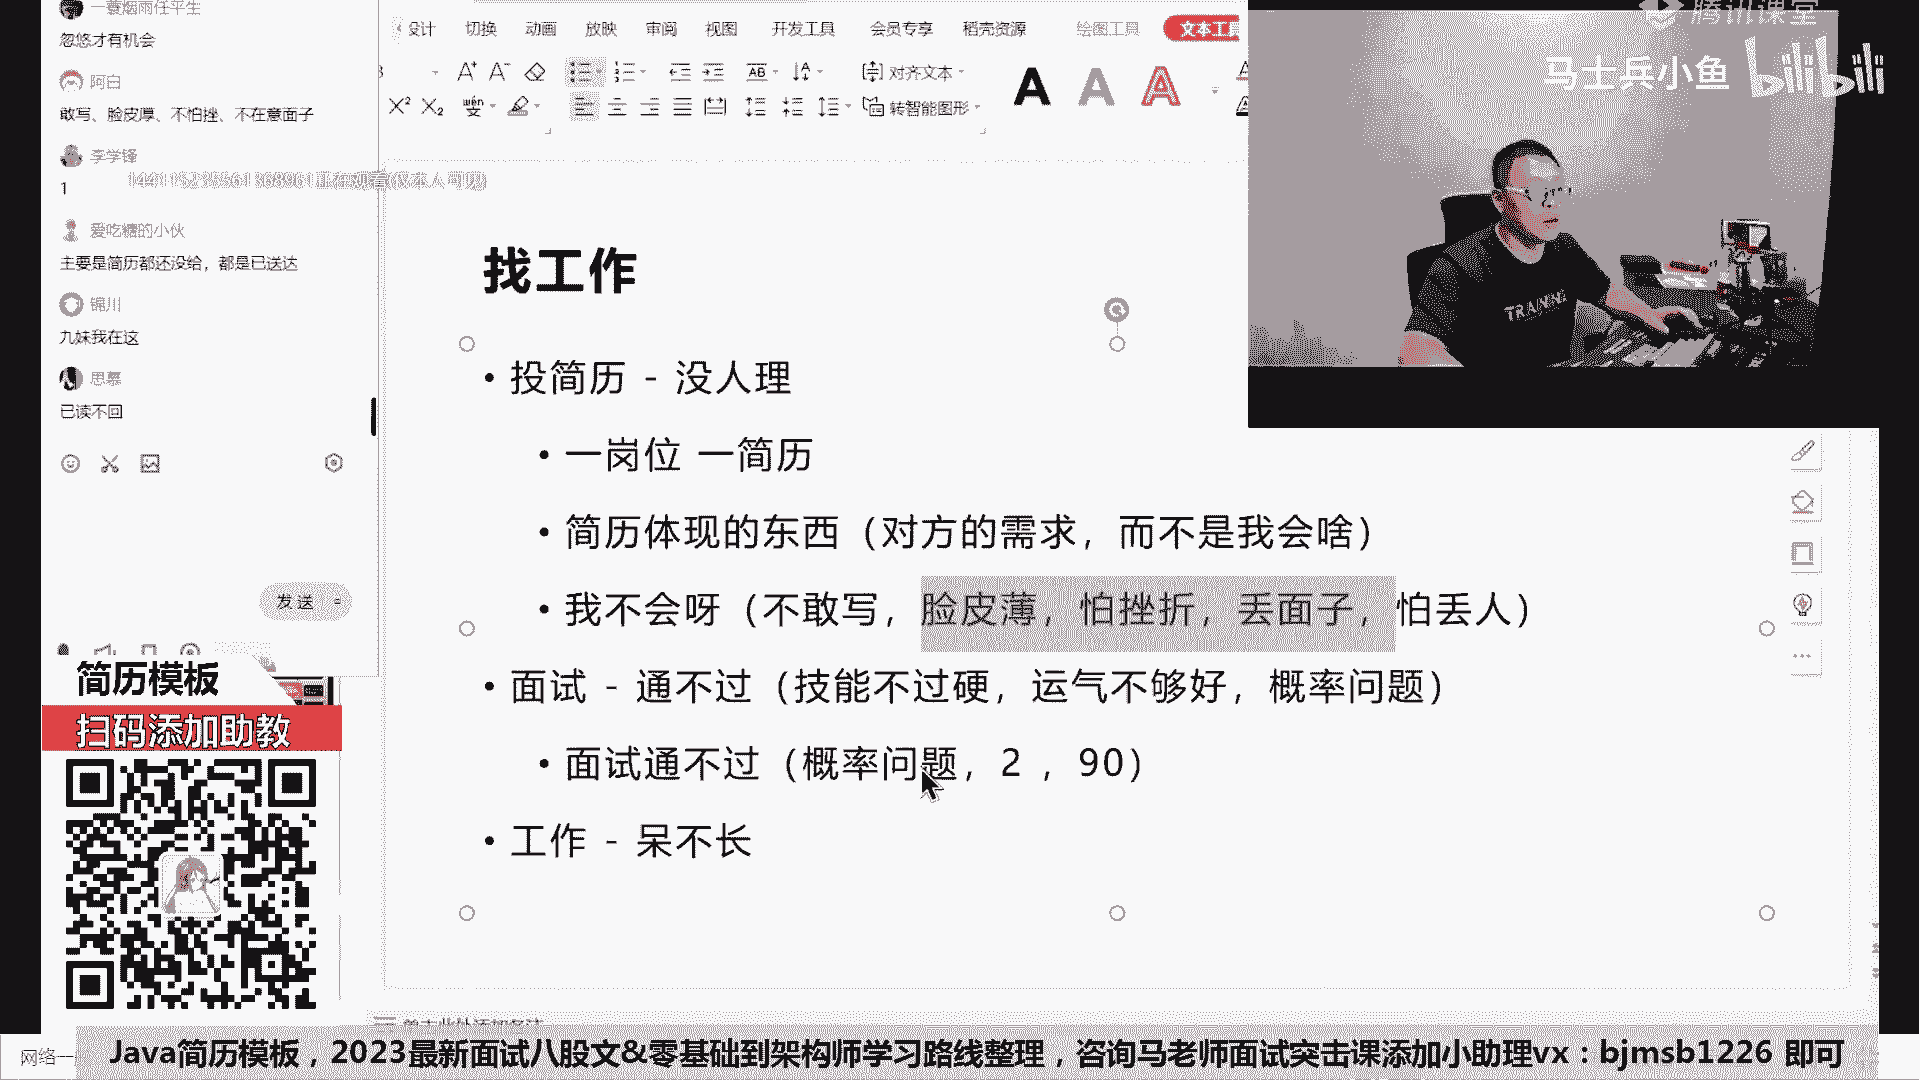 一蓑烟雨任平生
忽悠才有机会
阿白
敢写、脸皮厚、不怕挫、不在意面子
李学锋
1
爱吃糖的小伙
主要是简历都还没给，都是已送达
锦川
九妹我在这
思慕
已读不回
发送
设计 切换 动画 放映 审阅 视图 开发工具 会员专享 稻壳资源 绘图工具 文本工具
对齐文本
转智能图形
腾讯课堂
马士兵小鱼 bilibili
找工作
• 投简历 - 没人理
• 一岗位 一简历
• 简历体现的东西（对方的需求，而不是我会啥）
• 我不会呀（不敢写，脸皮薄，怕挫折，丢面子，怕丢人）
• 面试 - 通不过（技能不过硬，运气不够好，概率问题）
• 面试通不过（概率问题，2 ，90）
• 工作 - 呆不长
简历模板
扫码添加助教
单击此处添加备注
Java简历模板，2023最新面试八股文&零基础到架构师学习路线整理，咨询马老师面试突击课添加小助理vx：bjmsb1226 即可